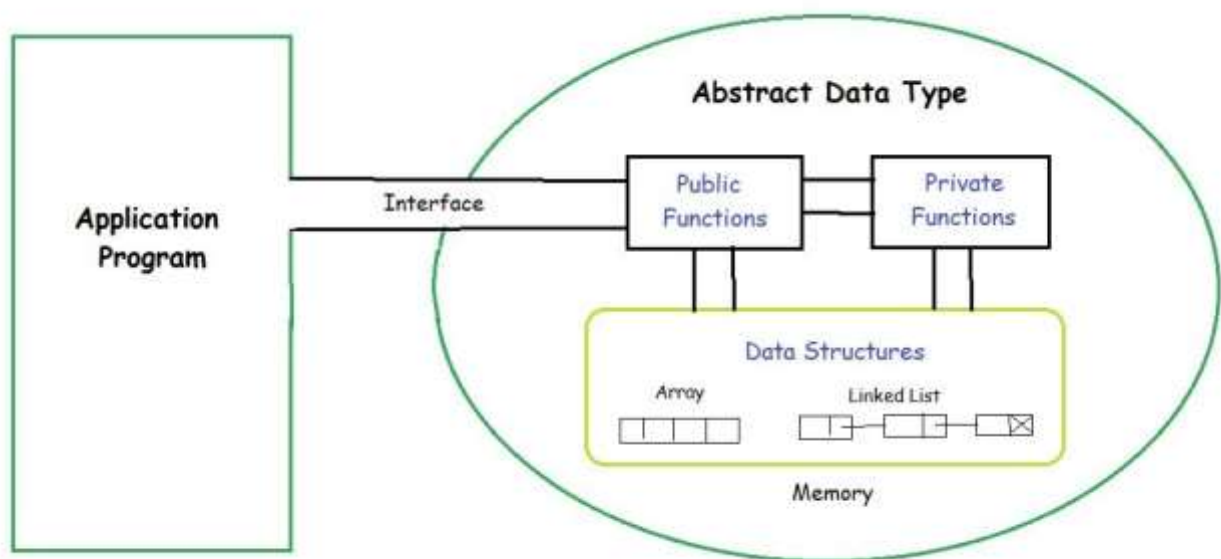 Abstract Data Type
Application
Program
Interface
Public
Functions
Private
Functions
Data Structures
Array
Linked List
Memory